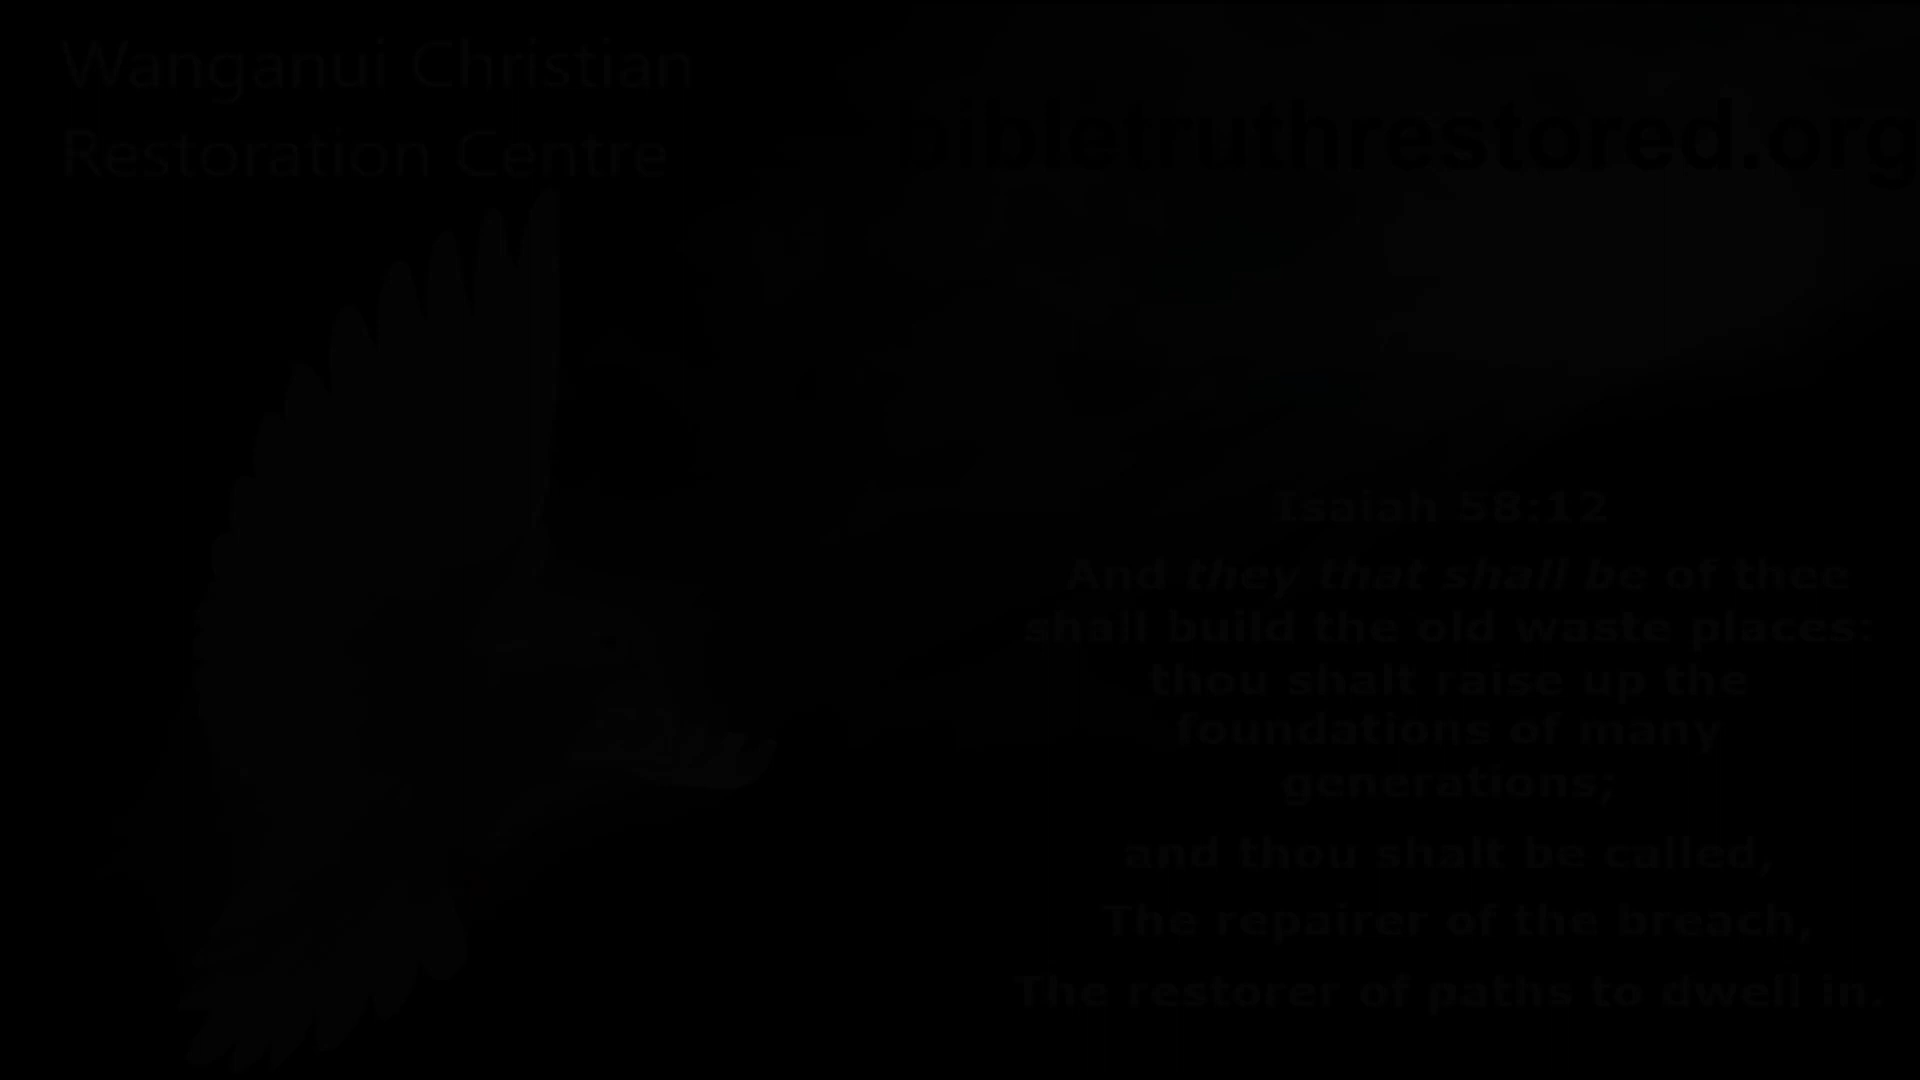 Wanganui Christian
Restoration Centre
bibletruthrestored.org
Isaiah 58:12
And they that shall be of thee
shall build the old waste places:
thou shalt raise up the
foundations of many
generations;
and thou shalt be called,
The repairer of the breach,
The restorer of paths to dwell in.